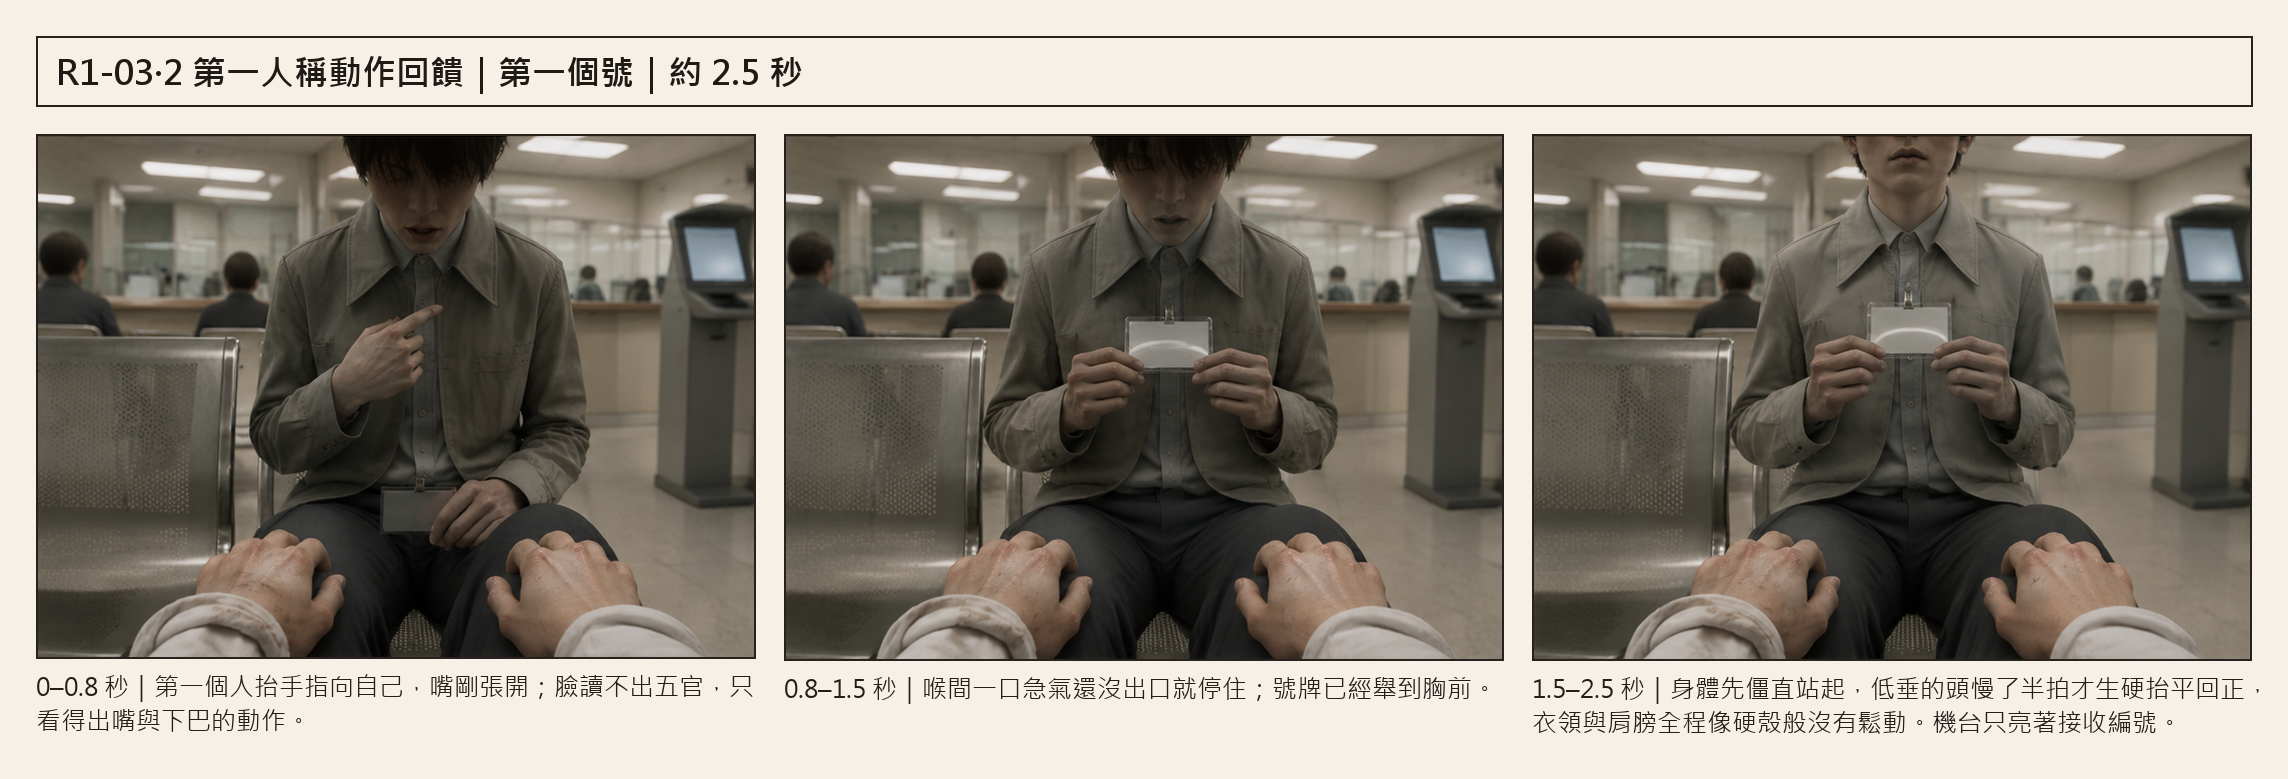 R1-03·2 第一人稱動作回饋｜第一個號｜約 2.5 秒
0–0.8 秒｜第一個人抬手指向自己，嘴剛張開；臉讀不出五官，只
看得出嘴與下巴的動作。
0.8–1.5 秒｜喉間一口急氣還沒出口就停住；號牌已經舉到胸前。
1.5–2.5 秒｜身體先僵直站起，低垂的頭慢了半拍才生硬抬平回正，
衣領與肩膀全程像硬殼般沒有鬆動。機台只亮著接收編號。